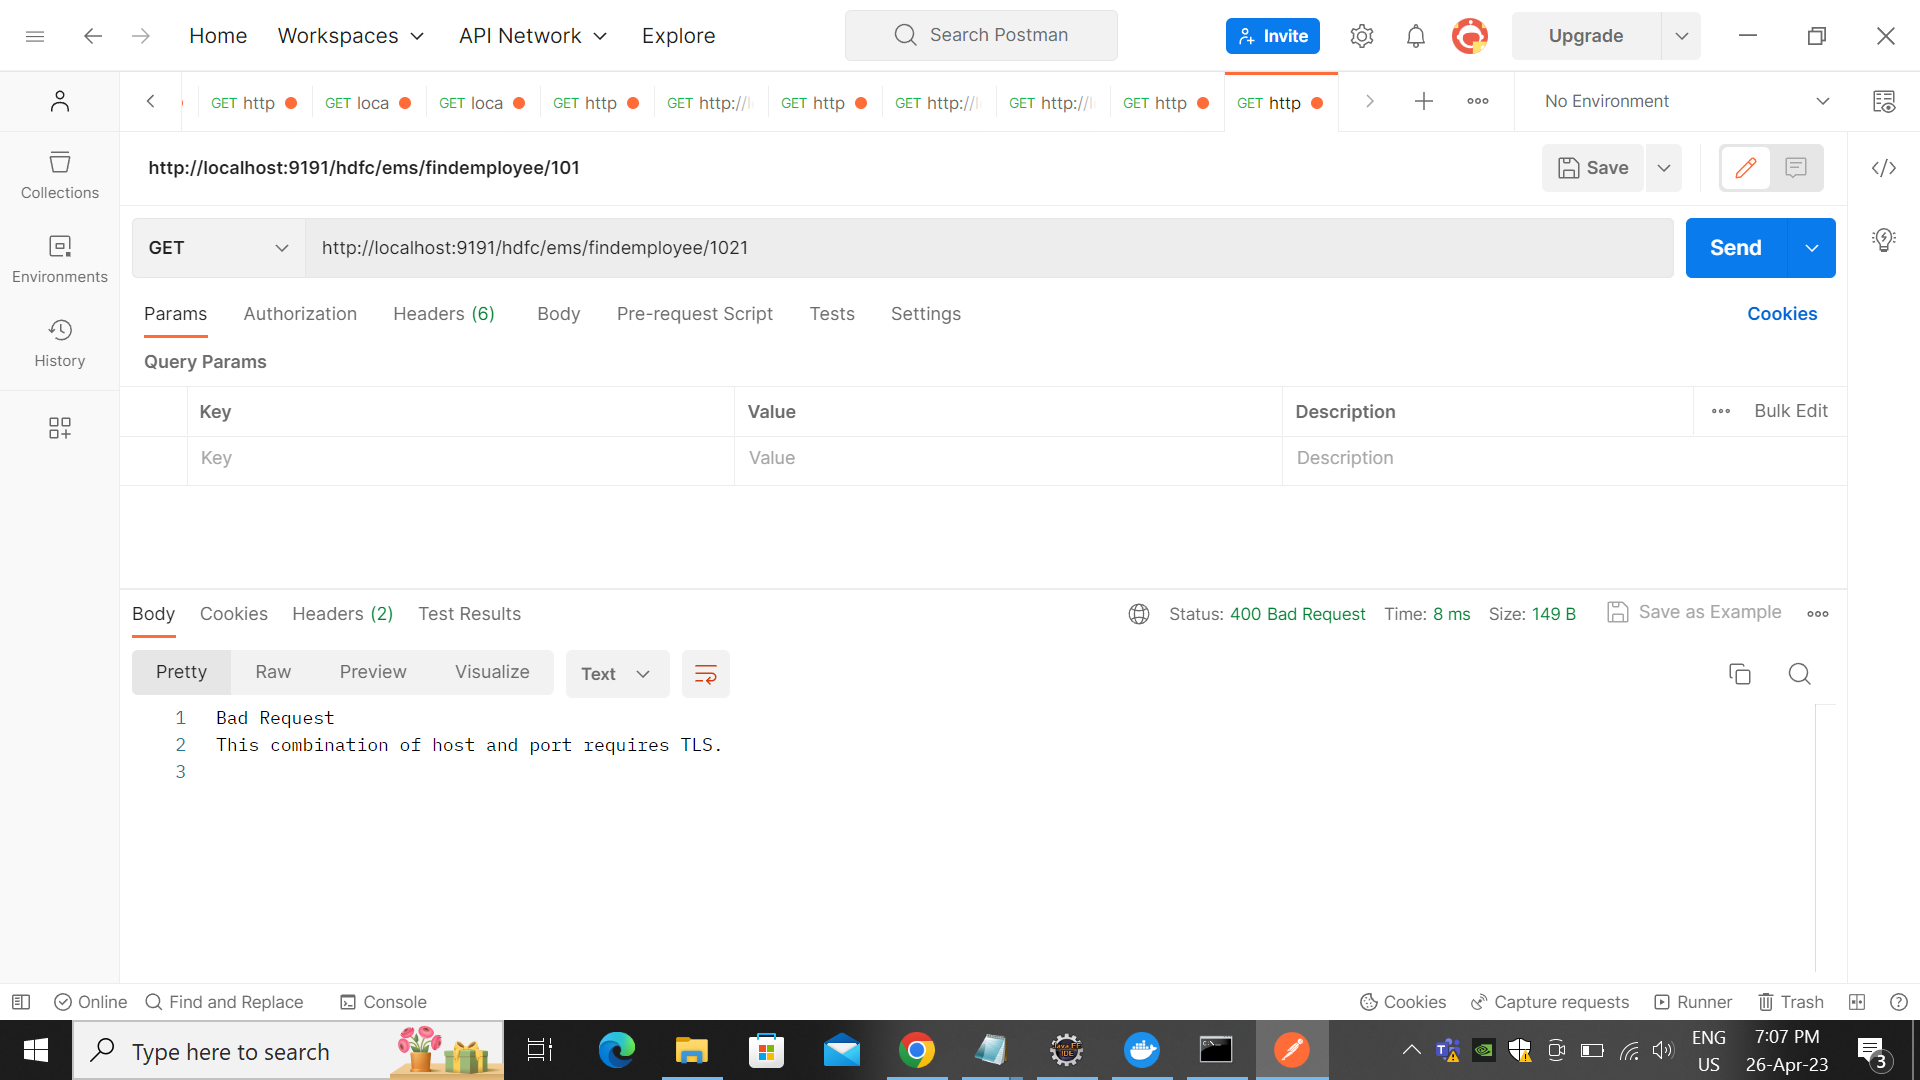 Home Workspaces API Network Explore Search Postman Invite Upgrade
GET http GET loca GET loca GET http GET http://l GET http GET http://l GET http://l GET http GET http No Environment
http://localhost:9191/hdfc/ems/findemployee/101 Save
Collections
GET http://localhost:9191/hdfc/ems/findemployee/1021 Send
Environments
Params Authorization Headers (6) Body Pre-request Script Tests Settings Cookies
History
Query Params
Key Value Description Bulk Edit
Key Value Description
Body Cookies Headers (2) Test Results Status: 400 Bad Request Time: 8 ms Size: 149 B Save as Example
Pretty Raw Preview Visualize Text
1 Bad Request
2 This combination of host and port requires TLS.
3
Online Find and Replace Console Cookies Capture requests Runner Trash
Type here to search ENG 7:07 PM
US 26-Apr-23 3